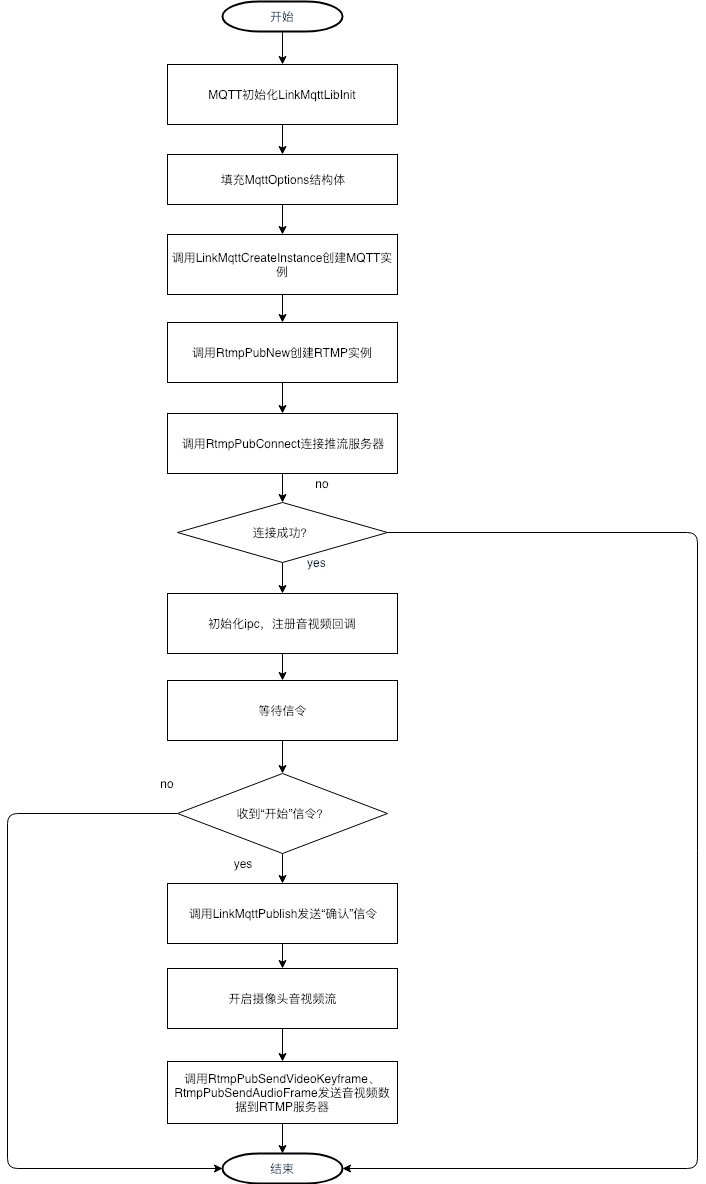 开始
MQTT初始化LinkMqttLibInit
填充MqttOptions结构体
调用LinkMqttCreateInstance创建MQTT实
例
调用RtmpPubNew创建RTMP实例
调用RtmpPubConnect连接推流服务器
no
连接成功?
yes
初始化ipc，注册音视频回调
等待信令
no
收到“开始”信令?
yes
调用LinkMqttPublish发送“确认”信令
开启摄像头音视频流
调用RtmpPubSendVideoKeyframe、
RtmpPubSendAudioFrame发送音视频数
据到RTMP服务器
结束